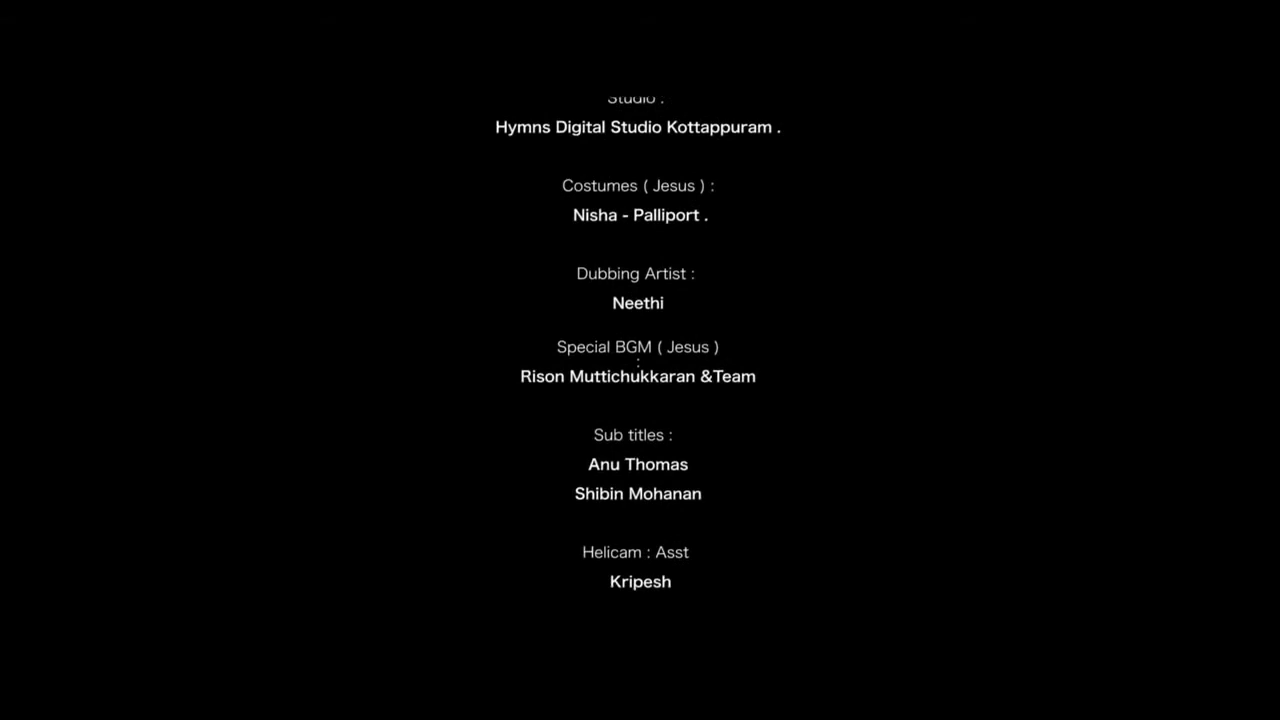 Studio :
Hymns Digital Studio Kottappuram .
Costumes ( Jesus ) :
Nisha - Palliport .
Dubbing Artist :
Neethi
Special BGM ( Jesus )
:
Rison Muttichukkaran &Team
Sub titles :
Anu Thomas
Shibin Mohanan
Helicam : Asst
Kripesh